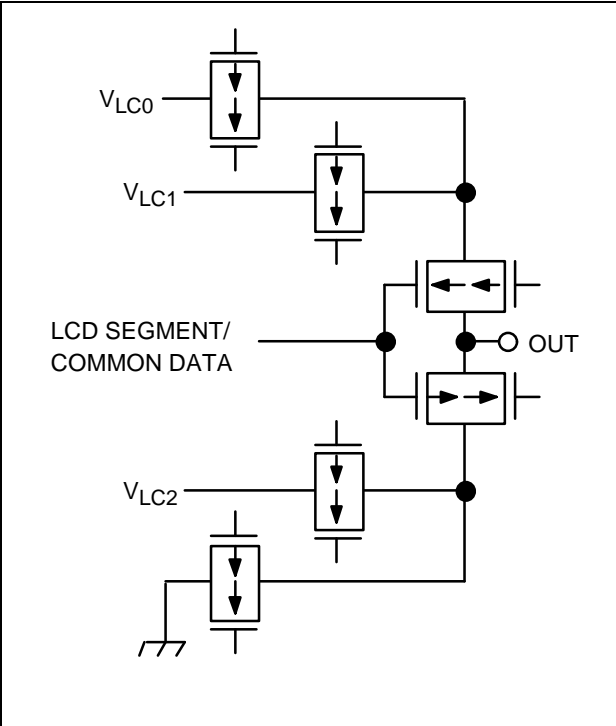 VLC0
VLC1
LCD SEGMENT/
COMMON DATA
OUT
VLC2